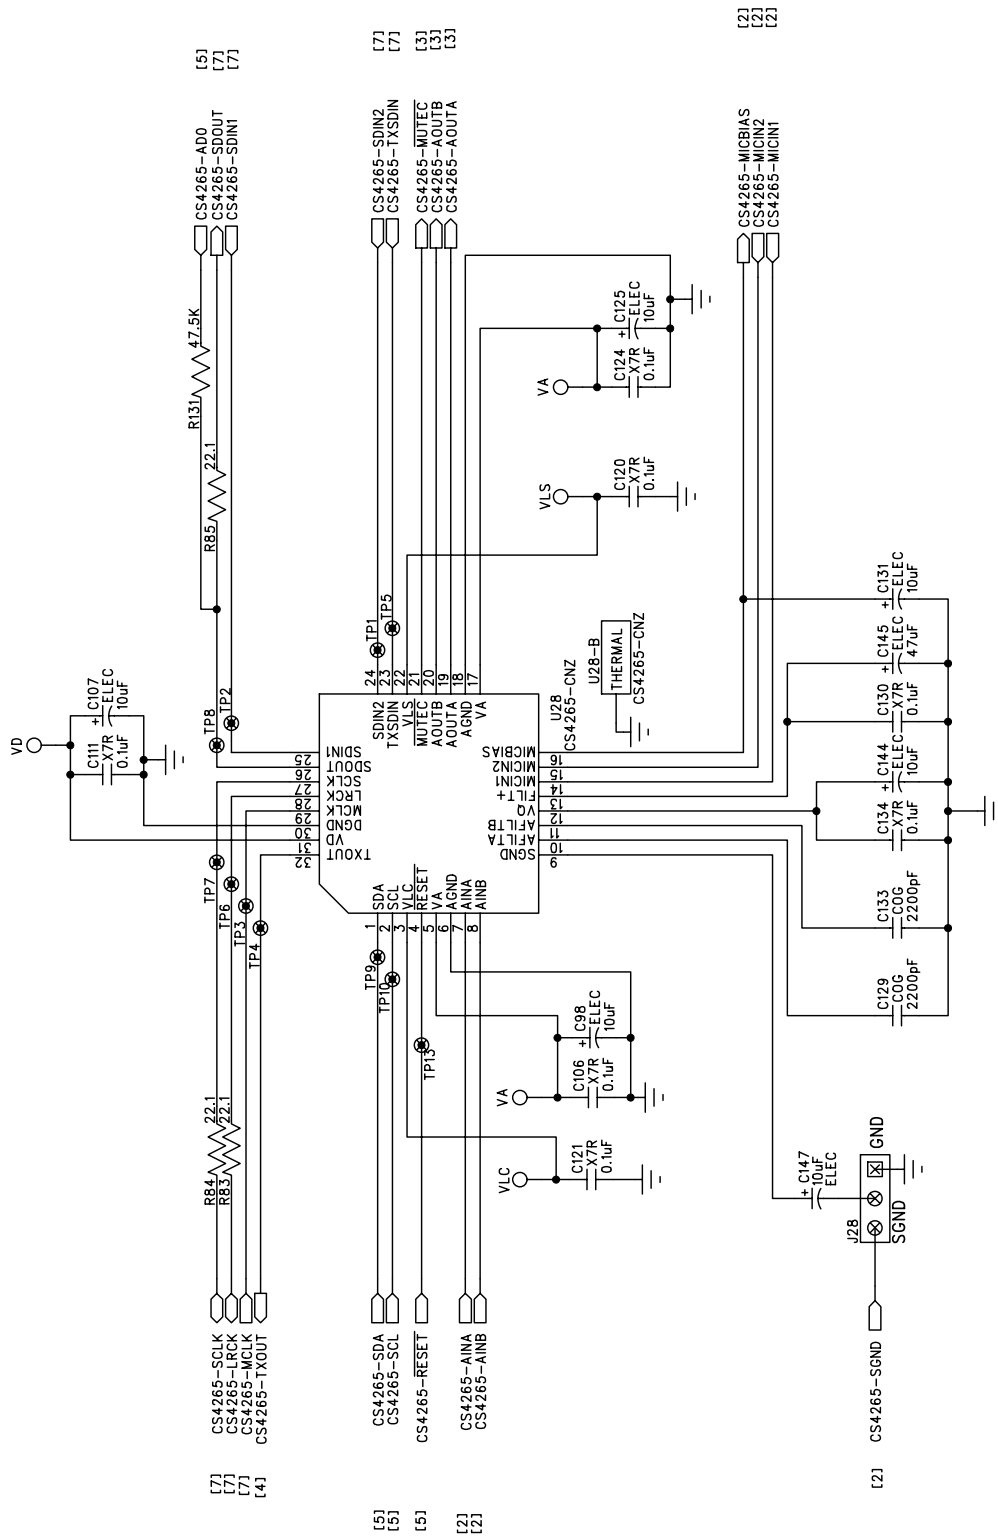 CS4265-SCLK [7]
CS4265-LRCK [7]
CS4265-MCLK [7]
CS4265-TXOUT [4]
CS4265-SDA [5]
CS4265-SCL [5]
CS4265-RESET [5]
CS4265-AINA [2]
CS4265-AINB [2]
CS4265-SGND [2]
R84 22.1
R83 22.1
TP7
TP6
TP3
TP4
TP9
TP10
TP13
VLC
C121
X7R
0.1uF
VA
C106
X7R
0.1uF
C98
ELEC
10uF
J28
SGND
GND
C147
10uF
ELEC
VD
C111
X7R
0.1uF
C107
ELEC
10uF
TP8
TP2
1 SDA
2 SCL
3 VLC
4 RESET
5 VA
6 AGND
7 AINA
8 AINB
9 SGND
10 AFILTA
11 AFILTB
12 VQ
13 FILT+
14 MICIN1
15 MICIN2
16 MICBIAS
17 VA
18 AGND
19 AOUTA
20 AOUTB
21 MUTEC
22 VLS
23 TXSDIN
24 SDIN2
25 SDIN1
26 SDOUT
27 SCLK
28 LRCK
29 MCLK
30 DGND
31 VD
32 TXOUT
U28
CS4265-CNZ
U28-B
THERMAL
CS4265-CNZ
TP1
TP5
C129
COG
2200pF
C133
COG
2200pF
C134
X7R
0.1uF
C144
ELEC
10uF
C130
X7R
0.1uF
C145
ELEC
47uF
C131
ELEC
10uF
R85 22.1
R131 47.5K
VLS
C120
X7R
0.1uF
VA
C124
X7R
0.1uF
C125
ELEC
10uF
CS4265-ADO [5]
CS4265-SDOUT [7]
CS4265-SDIN1 [7]
CS4265-SDIN2 [7]
CS4265-TXSDIN [7]
CS4265-MUTEC [3]
CS4265-AOUTB [3]
CS4265-AOUTA [3]
CS4265-MICBIAS [2]
CS4265-MICIN2 [2]
CS4265-MICIN1 [2]
+
+
+
+
+
+
+